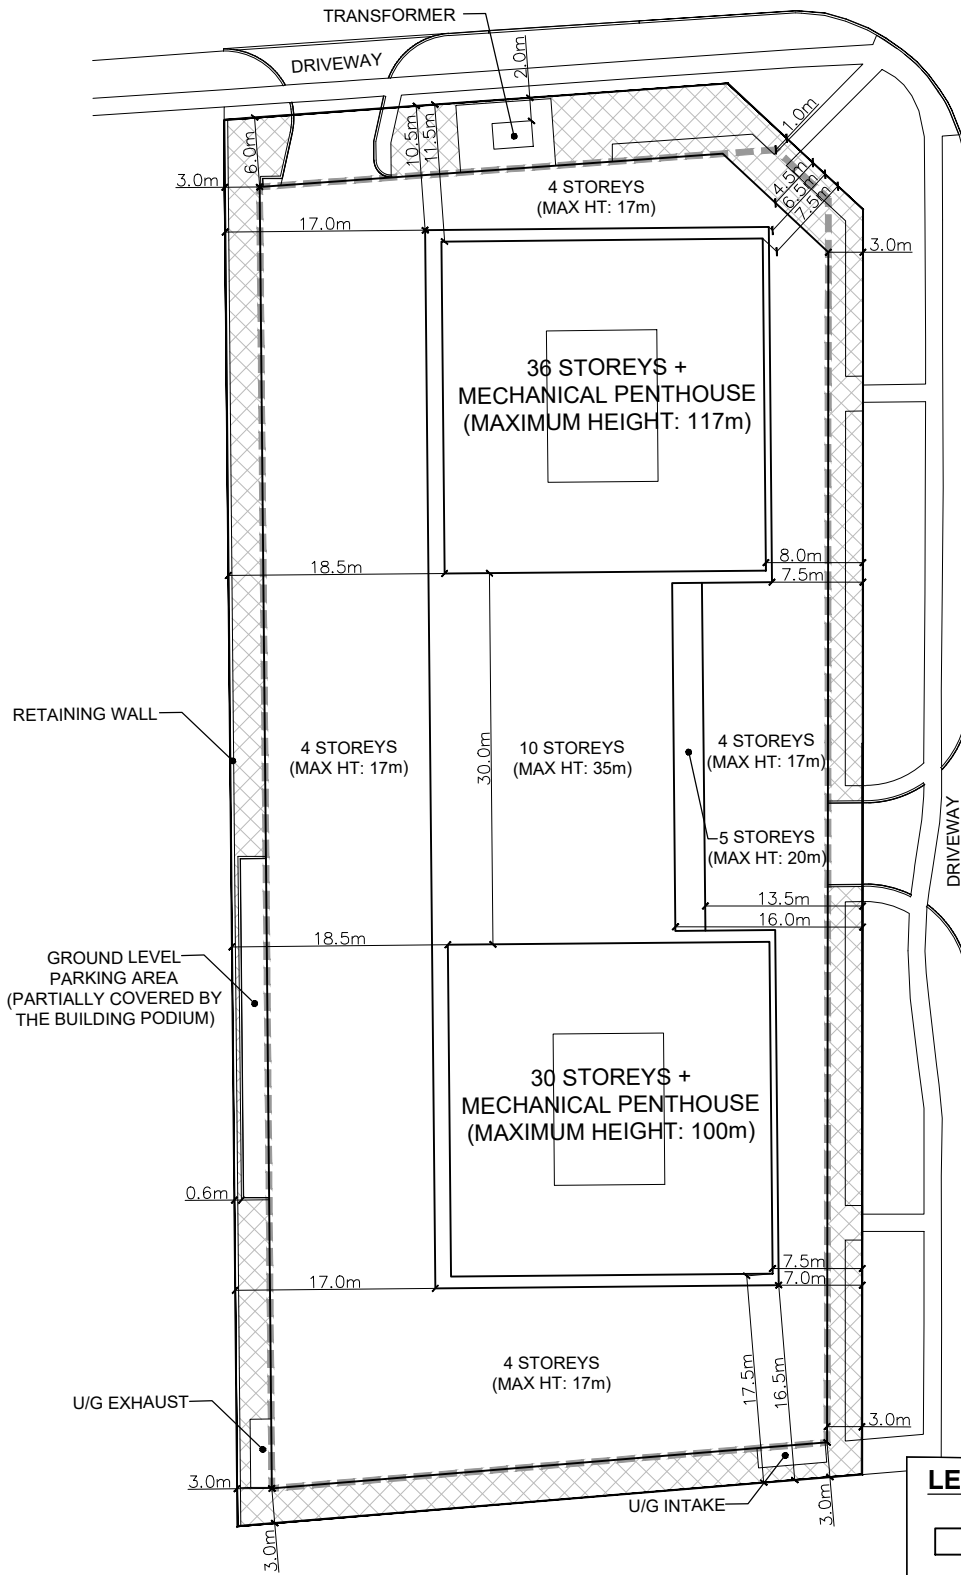 TRANSFORMER
DRIVEWAY
2.0m
1.0m
6.0m
10.5m
11.5m
3.0m
4 STOREYS
(MAX HT: 17m)
4.5m
6.5m
7.5m
17.0m
3.0m
36 STOREYS +
MECHANICAL PENTHOUSE
(MAXIMUM HEIGHT: 117m)
18.5m
8.0m
7.5m
RETAINING WALL
4 STOREYS
(MAX HT: 17m)
30.0m
10 STOREYS
(MAX HT: 35m)
4 STOREYS
(MAX HT: 17m)
5 STOREYS
(MAX HT: 20m)
DRIVEWAY
13.5m
16.0m
18.5m
GROUND LEVEL
PARKING AREA
(PARTIALLY COVERED BY
THE BUILDING PODIUM)
30 STOREYS +
MECHANICAL PENTHOUSE
(MAXIMUM HEIGHT: 100m)
0.6m
7.5m
7.0m
17.0m
4 STOREYS
(MAX HT: 17m)
17.5m
16.5m
U/G EXHAUST
3.0m
3.0m
U/G INTAKE
3.0m
3.0m
LE